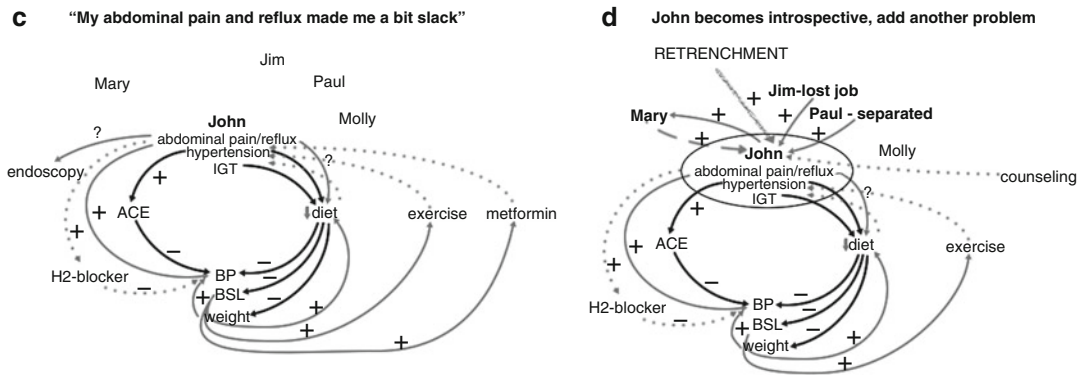 c "My abdominal pain and reflux made me a bit slack"
Jim
Mary
Paul
John
Molly
?
abdominal pain/reflux
hypertension
?
endoscopy
IGT
+
+
ACE
diet
exercise
metformin
+
–
–
H2-blocker
BP
–
–
+
BSL
–
+
weight
+
+
d John becomes introspective, add another problem
RETRENCHMENT
+
Jim-lost job
+
+
Mary
Paul - separated
+
+
John
Molly
abdominal pain/reflux
counseling
hypertension
?
IGT
+
+
ACE
diet
exercise
+
–
–
H2-blocker
BP
–
–
+
BSL
–
+
weight
+